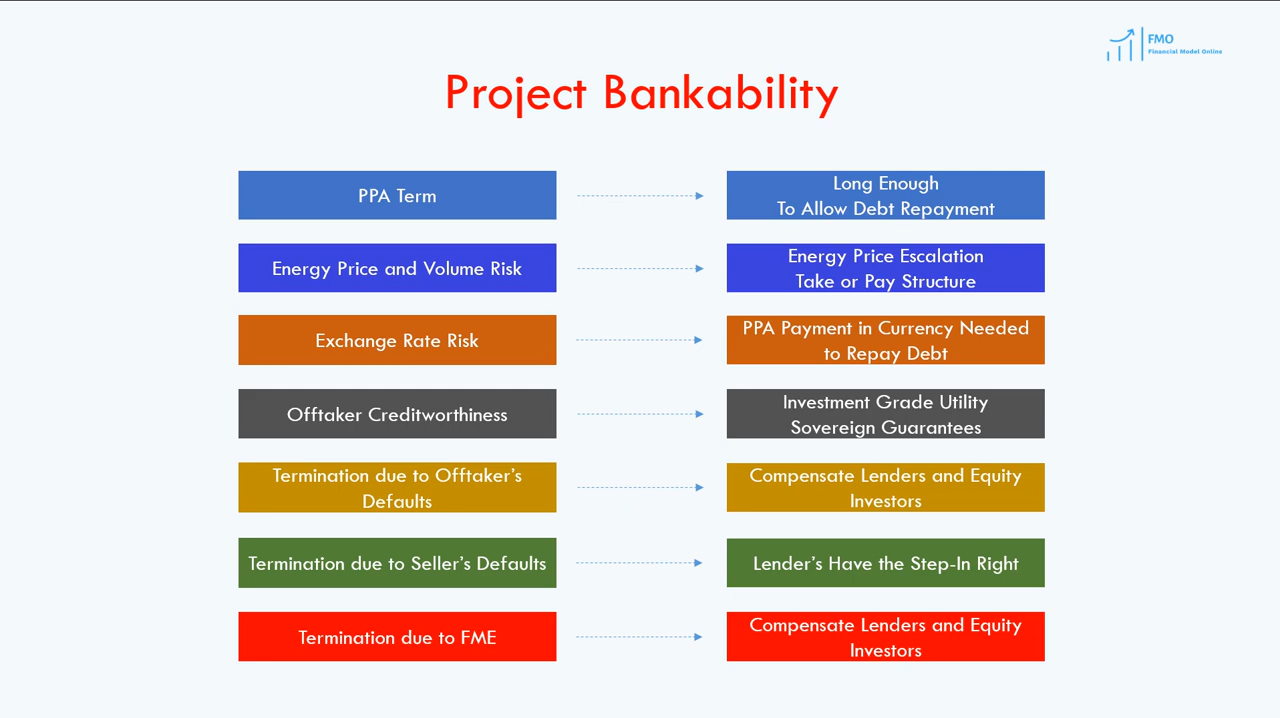 FMO
Financial Model Online
Project Bankability
PPA Term
Long Enough
To Allow Debt Repayment
Energy Price and Volume Risk
Energy Price Escalation
Take or Pay Structure
Exchange Rate Risk
PPA Payment in Currency Needed
to Repay Debt
Offtaker Creditworthiness
Investment Grade Utility
Sovereign Guarantees
Termination due to Offtaker's
Defaults
Compensate Lenders and Equity
Investors
Termination due to Seller's Defaults
Lender's Have the Step-In Right
Termination due to FME
Compensate Lenders and Equity
Investors